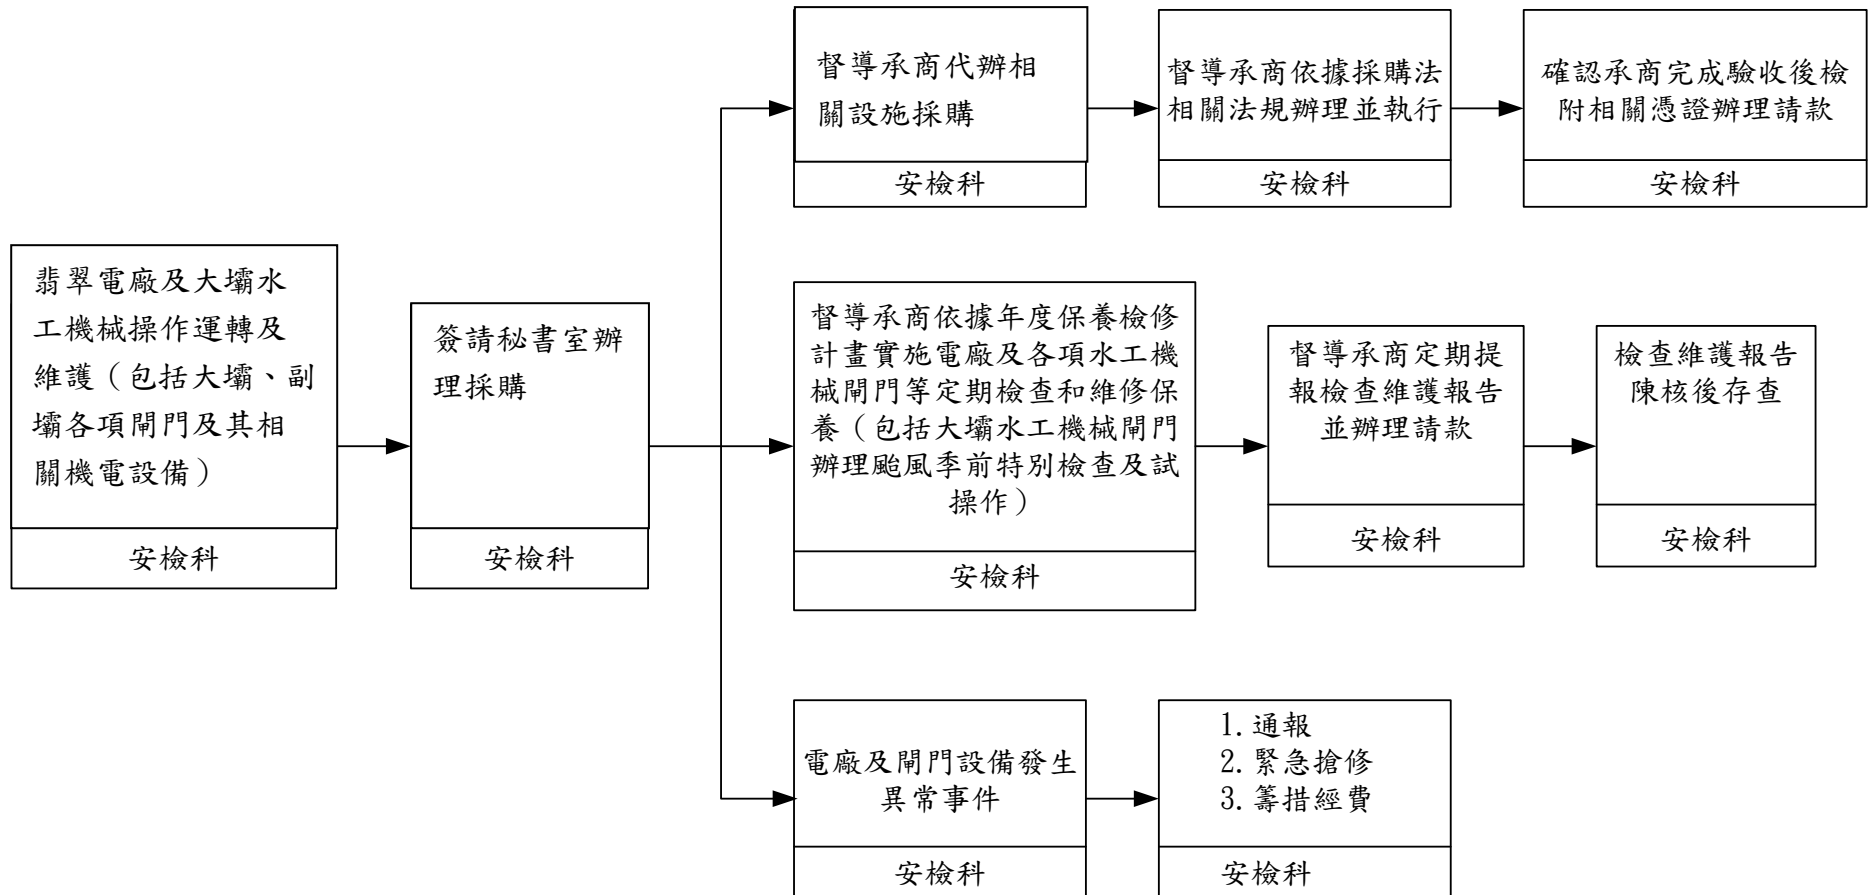 翡翠電廠及大壩水
工機械操作運轉及
維護（包括大壩、副
壩各項閘門及其相
關機電設備）
安檢科
簽請秘書室辦
理採購
安檢科
督導承商代辦相
關設施採購
安檢科
督導承商依據採購法
相關法規辦理並執行
安檢科
確認承商完成驗收後檢
附相關憑證辦理請款
安檢科
督導承商依據年度保養檢修
計畫實施電廠及各項水工機
械閘門等定期檢查和維修保
養（包括大壩水工機械閘門
辦理颱風季前特別檢查及試
操作）
安檢科
督導承商定期提
報檢查維護報告
並辦理請款
安檢科
檢查維護報告
陳核後存查
安檢科
電廠及閘門設備發生
異常事件
安檢科
1.通報
2.緊急搶修
3.籌措經費
安檢科